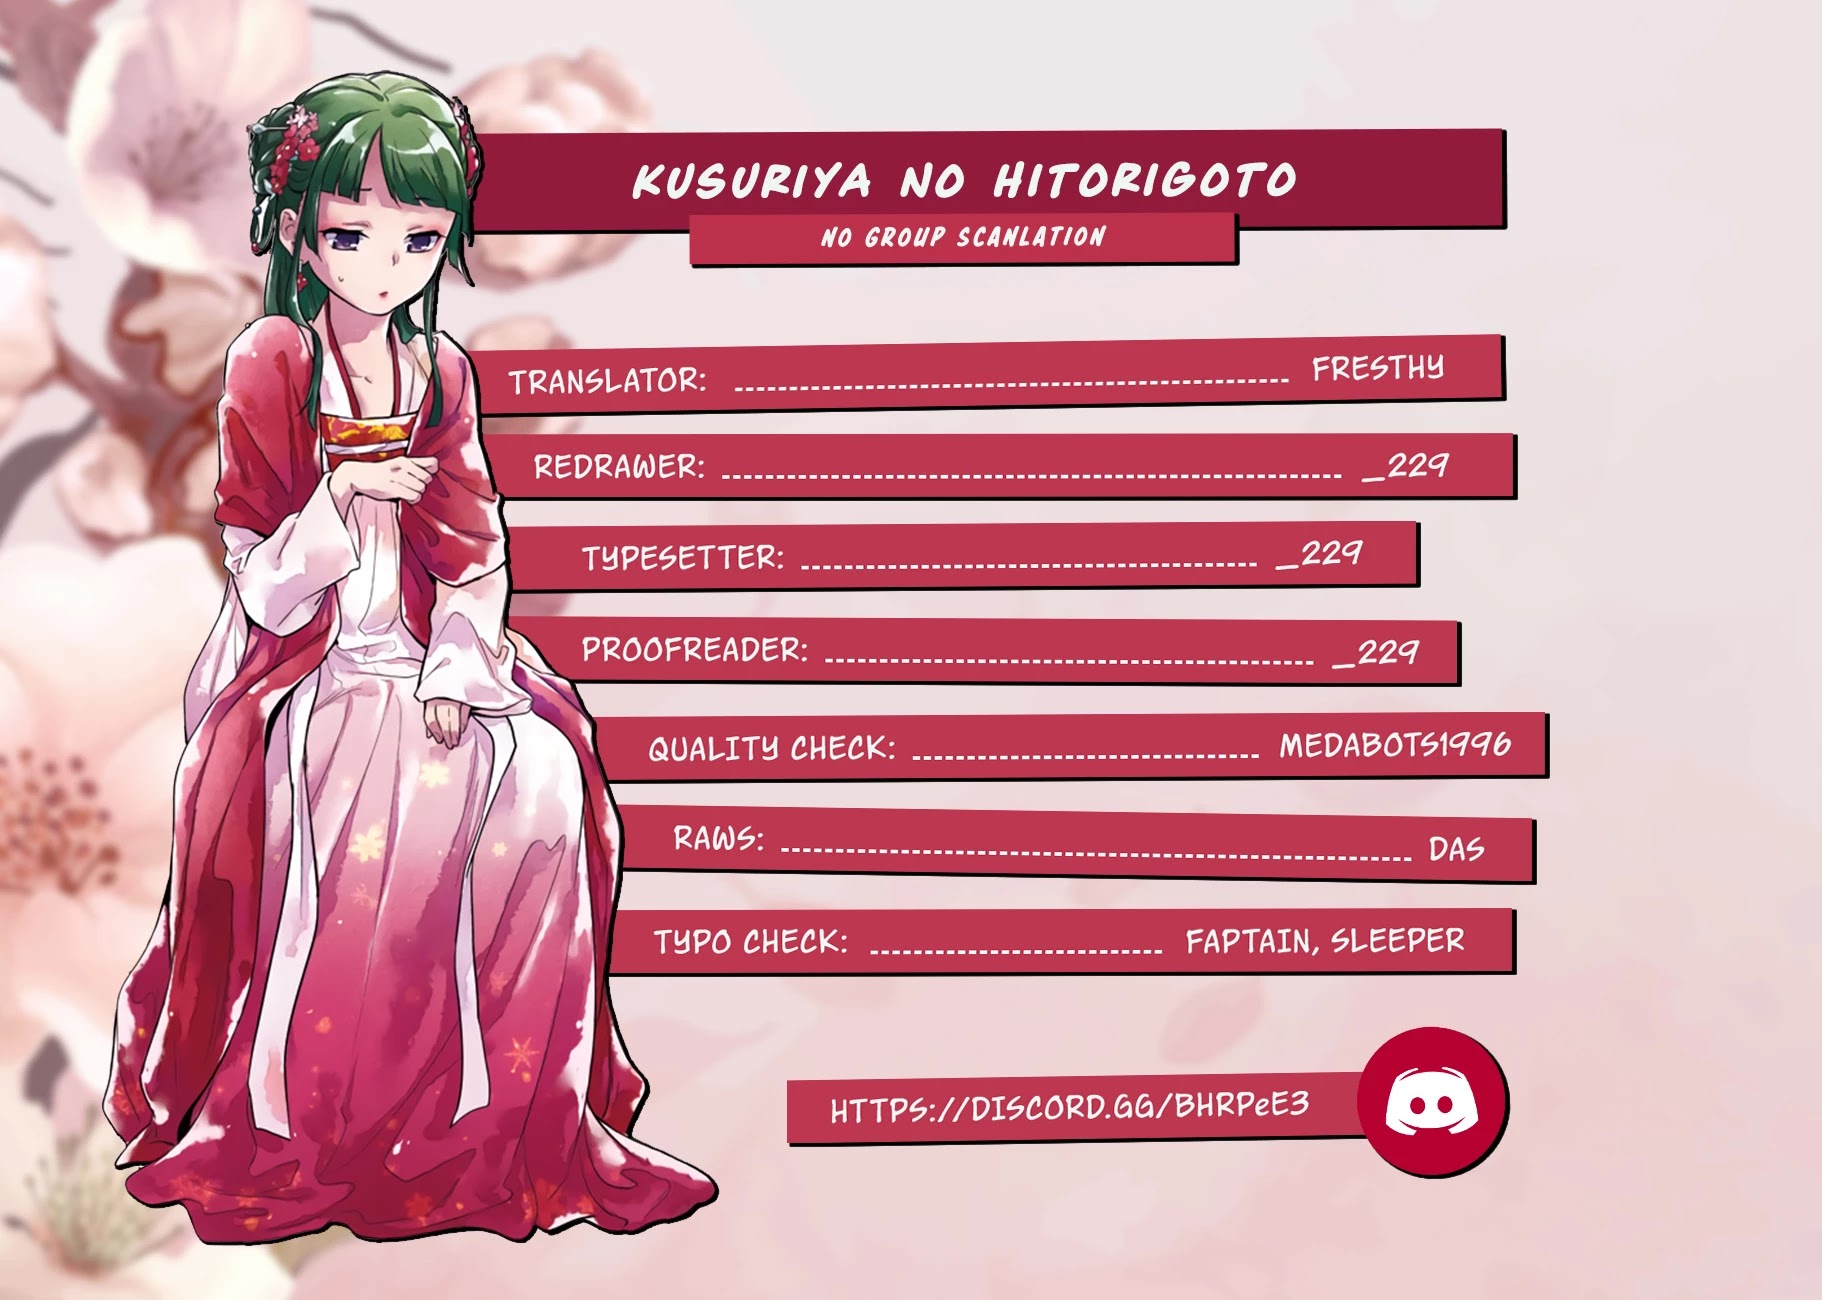 KUSURIYA NO HITORIGOTO
NO GROUP SCANLATION
TRANSLATOR: FRESTHY
REDRAWER: _229
TYPESETTER: _229
PROOFREADER: _229
QUALITY CHECK: MEDABOTS1996
RAWS: DAS
TYPO CHECK: FAPTAIN, SLEEPER
HTTPS://DISCORD.GG/BHRPeE3